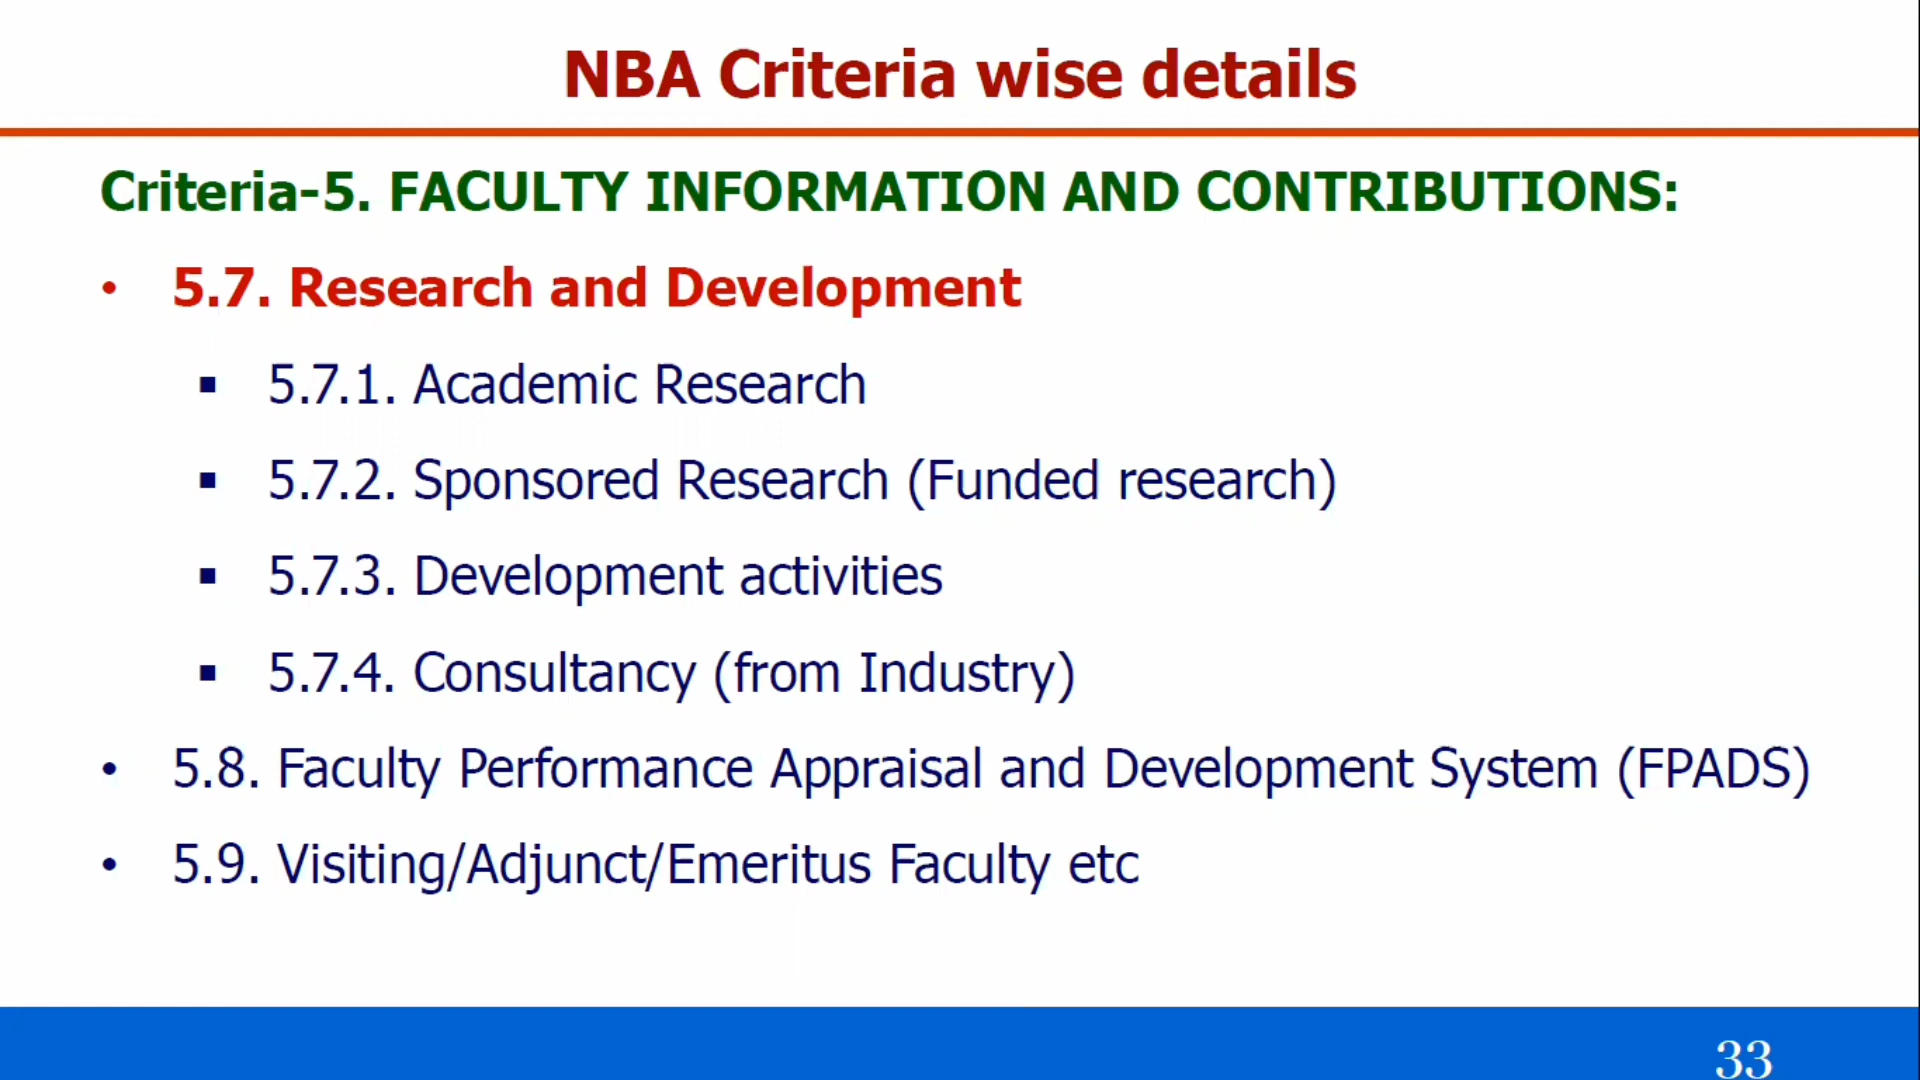 NBA Criteria wise details
Criteria-5. FACULTY INFORMATION AND CONTRIBUTIONS:
• 5.7. Research and Development
▪ 5.7.1. Academic Research
▪ 5.7.2. Sponsored Research (Funded research)
▪ 5.7.3. Development activities
▪ 5.7.4. Consultancy (from Industry)
• 5.8. Faculty Performance Appraisal and Development System (FPADS)
• 5.9. Visiting/Adjunct/Emeritus Faculty etc
33